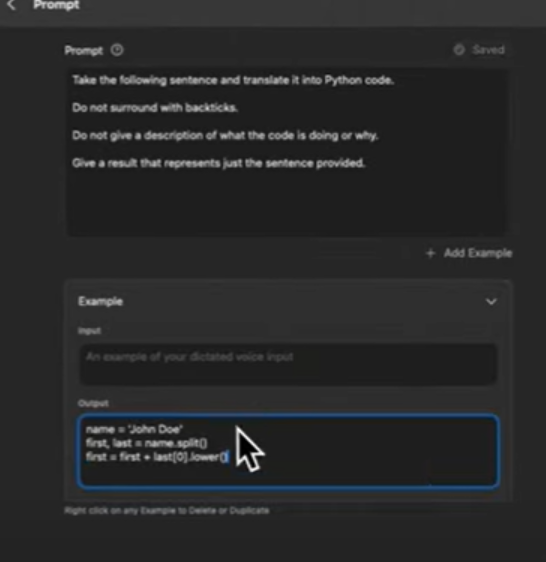 Prompt
Prompt
Saved
Take the following sentence and translate it into Python code.
Do not surround with backticks.
Do not give a description of what the code is doing or why.
Give a result that represents just the sentence provided.
+ Add Example
Example
Input
An example of your dictated voice input
Output
name = 'John Doe'
first, last = name.split()
first = first + last[0].lower()
Right click on any Example to Delete or Duplicate